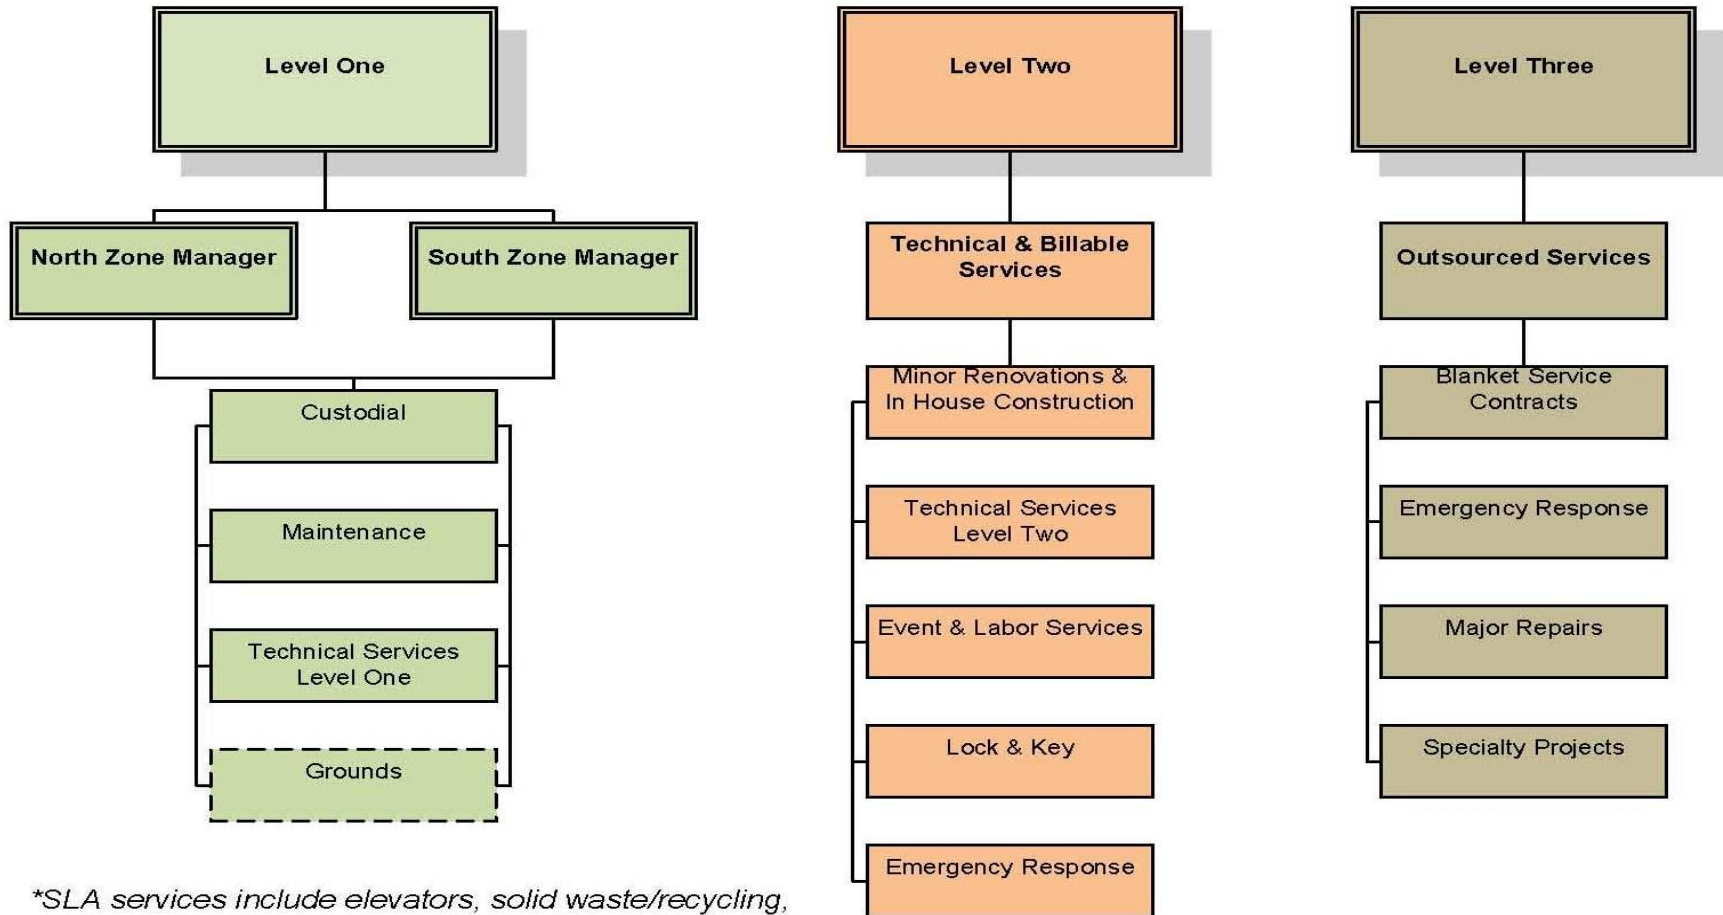 Level One
North Zone Manager
South Zone Manager
Custodial
Maintenance
Technical Services
Level One
Grounds
*SLA services include elevators, solid waste/recycling,
Level Two
Technical & Billable
Services
Minor Renovations &
In House Construction
Technical Services
Level Two
Event & Labor Services
Lock & Key
Emergency Response
Level Three
Outsourced Services
Blanket Service
Contracts
Emergency Response
Major Repairs
Specialty Projects